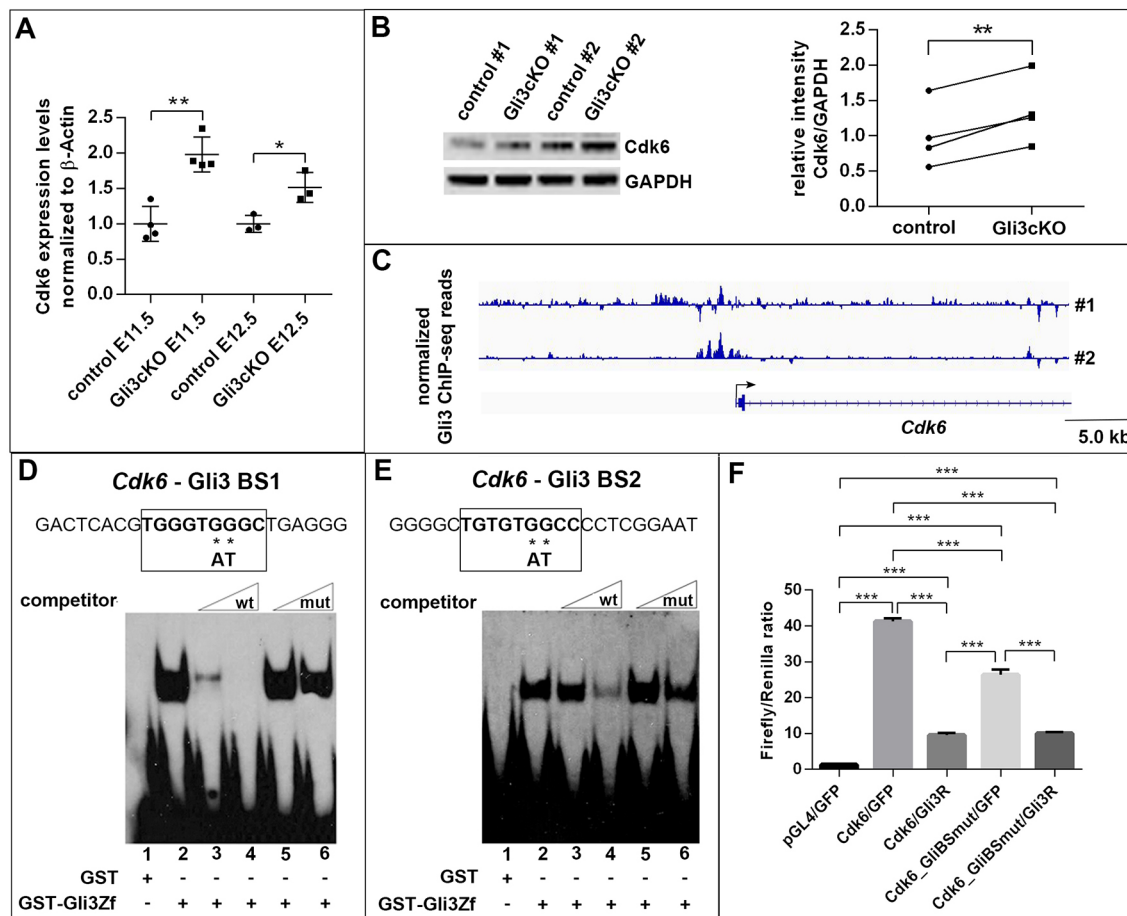 A
Cdk6 expression levels
normalized to β-Actin
**
*
2.5
2.0
1.5
1.0
0.5
0.0
control E11.5
Gli3cKO E11.5
control E12.5
Gli3cKO E12.5
B
control #1
Gli3cKO #1
control #2
Gli3cKO #2
Cdk6
GAPDH
relative intensity
Cdk6/GAPDH
**
2.5
2.0
1.5
1.0
0.5
0.0
control
Gli3cKO
C
normalized
Gli3 ChIP-seq reads
#1
#2
Cdk6
5.0 kb
D
Cdk6 - Gli3 BS1
GACTCACGTGGGTGGGCTGAGGG
* *
AT
competitor
wt
mut
1 2 3 4 5 6
GST + - - - - -
GST-Gli3Zf - + + + + +
E
Cdk6 - Gli3 BS2
GGGGCTGTGTGGCCCCTCGGAAT
* *
AT
competitor
wt
mut
1 2 3 4 5 6
GST + - - - - -
GST-Gli3Zf - + + + + +
F
***
***
***
***
***
*** ***
*** ***
Firefly/Renilla ratio
50
40
30
20
10
0
pGL4/GFP
Cdk6/GFP
Cdk6/Gli3R
Cdk6_GliBSmut/GFP
Cdk6_GliBSmut/Gli3R